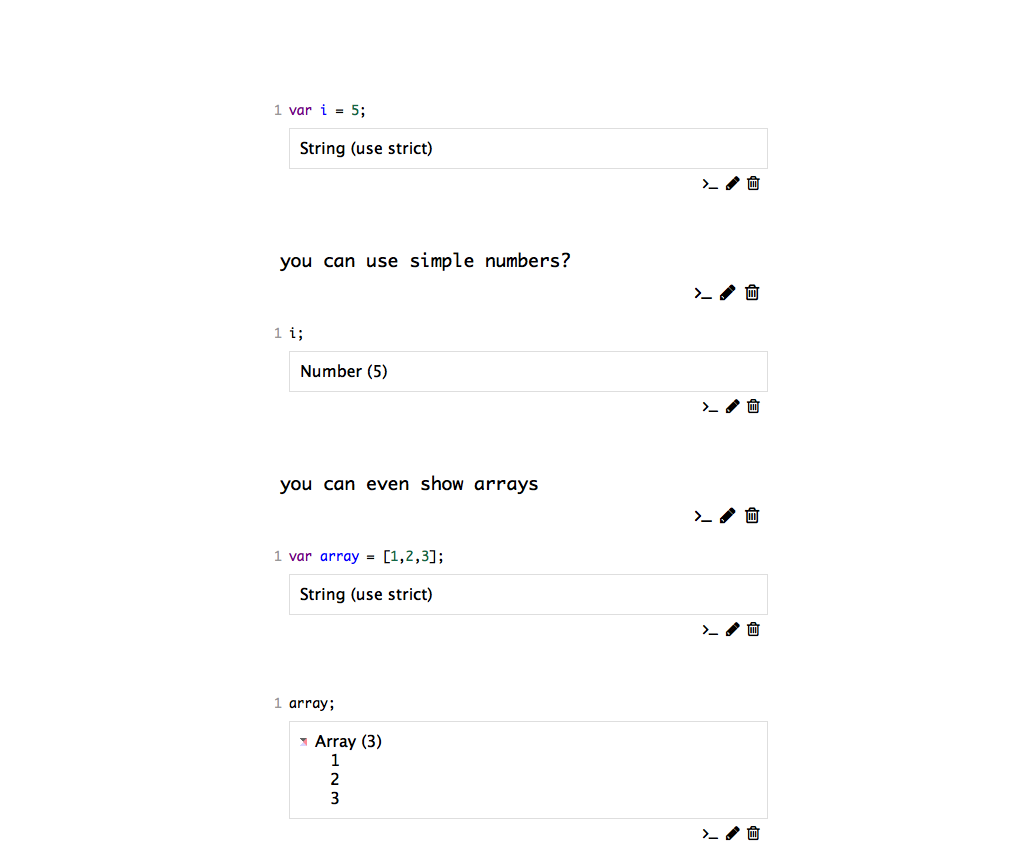 1 var i = 5;
String (use strict)
>_
you can use simple numbers?
>_
1 i;
Number (5)
>_
you can even show arrays
>_
1 var array = [1,2,3];
String (use strict)
>_
1 array;
Array (3)
1
2
3
>_